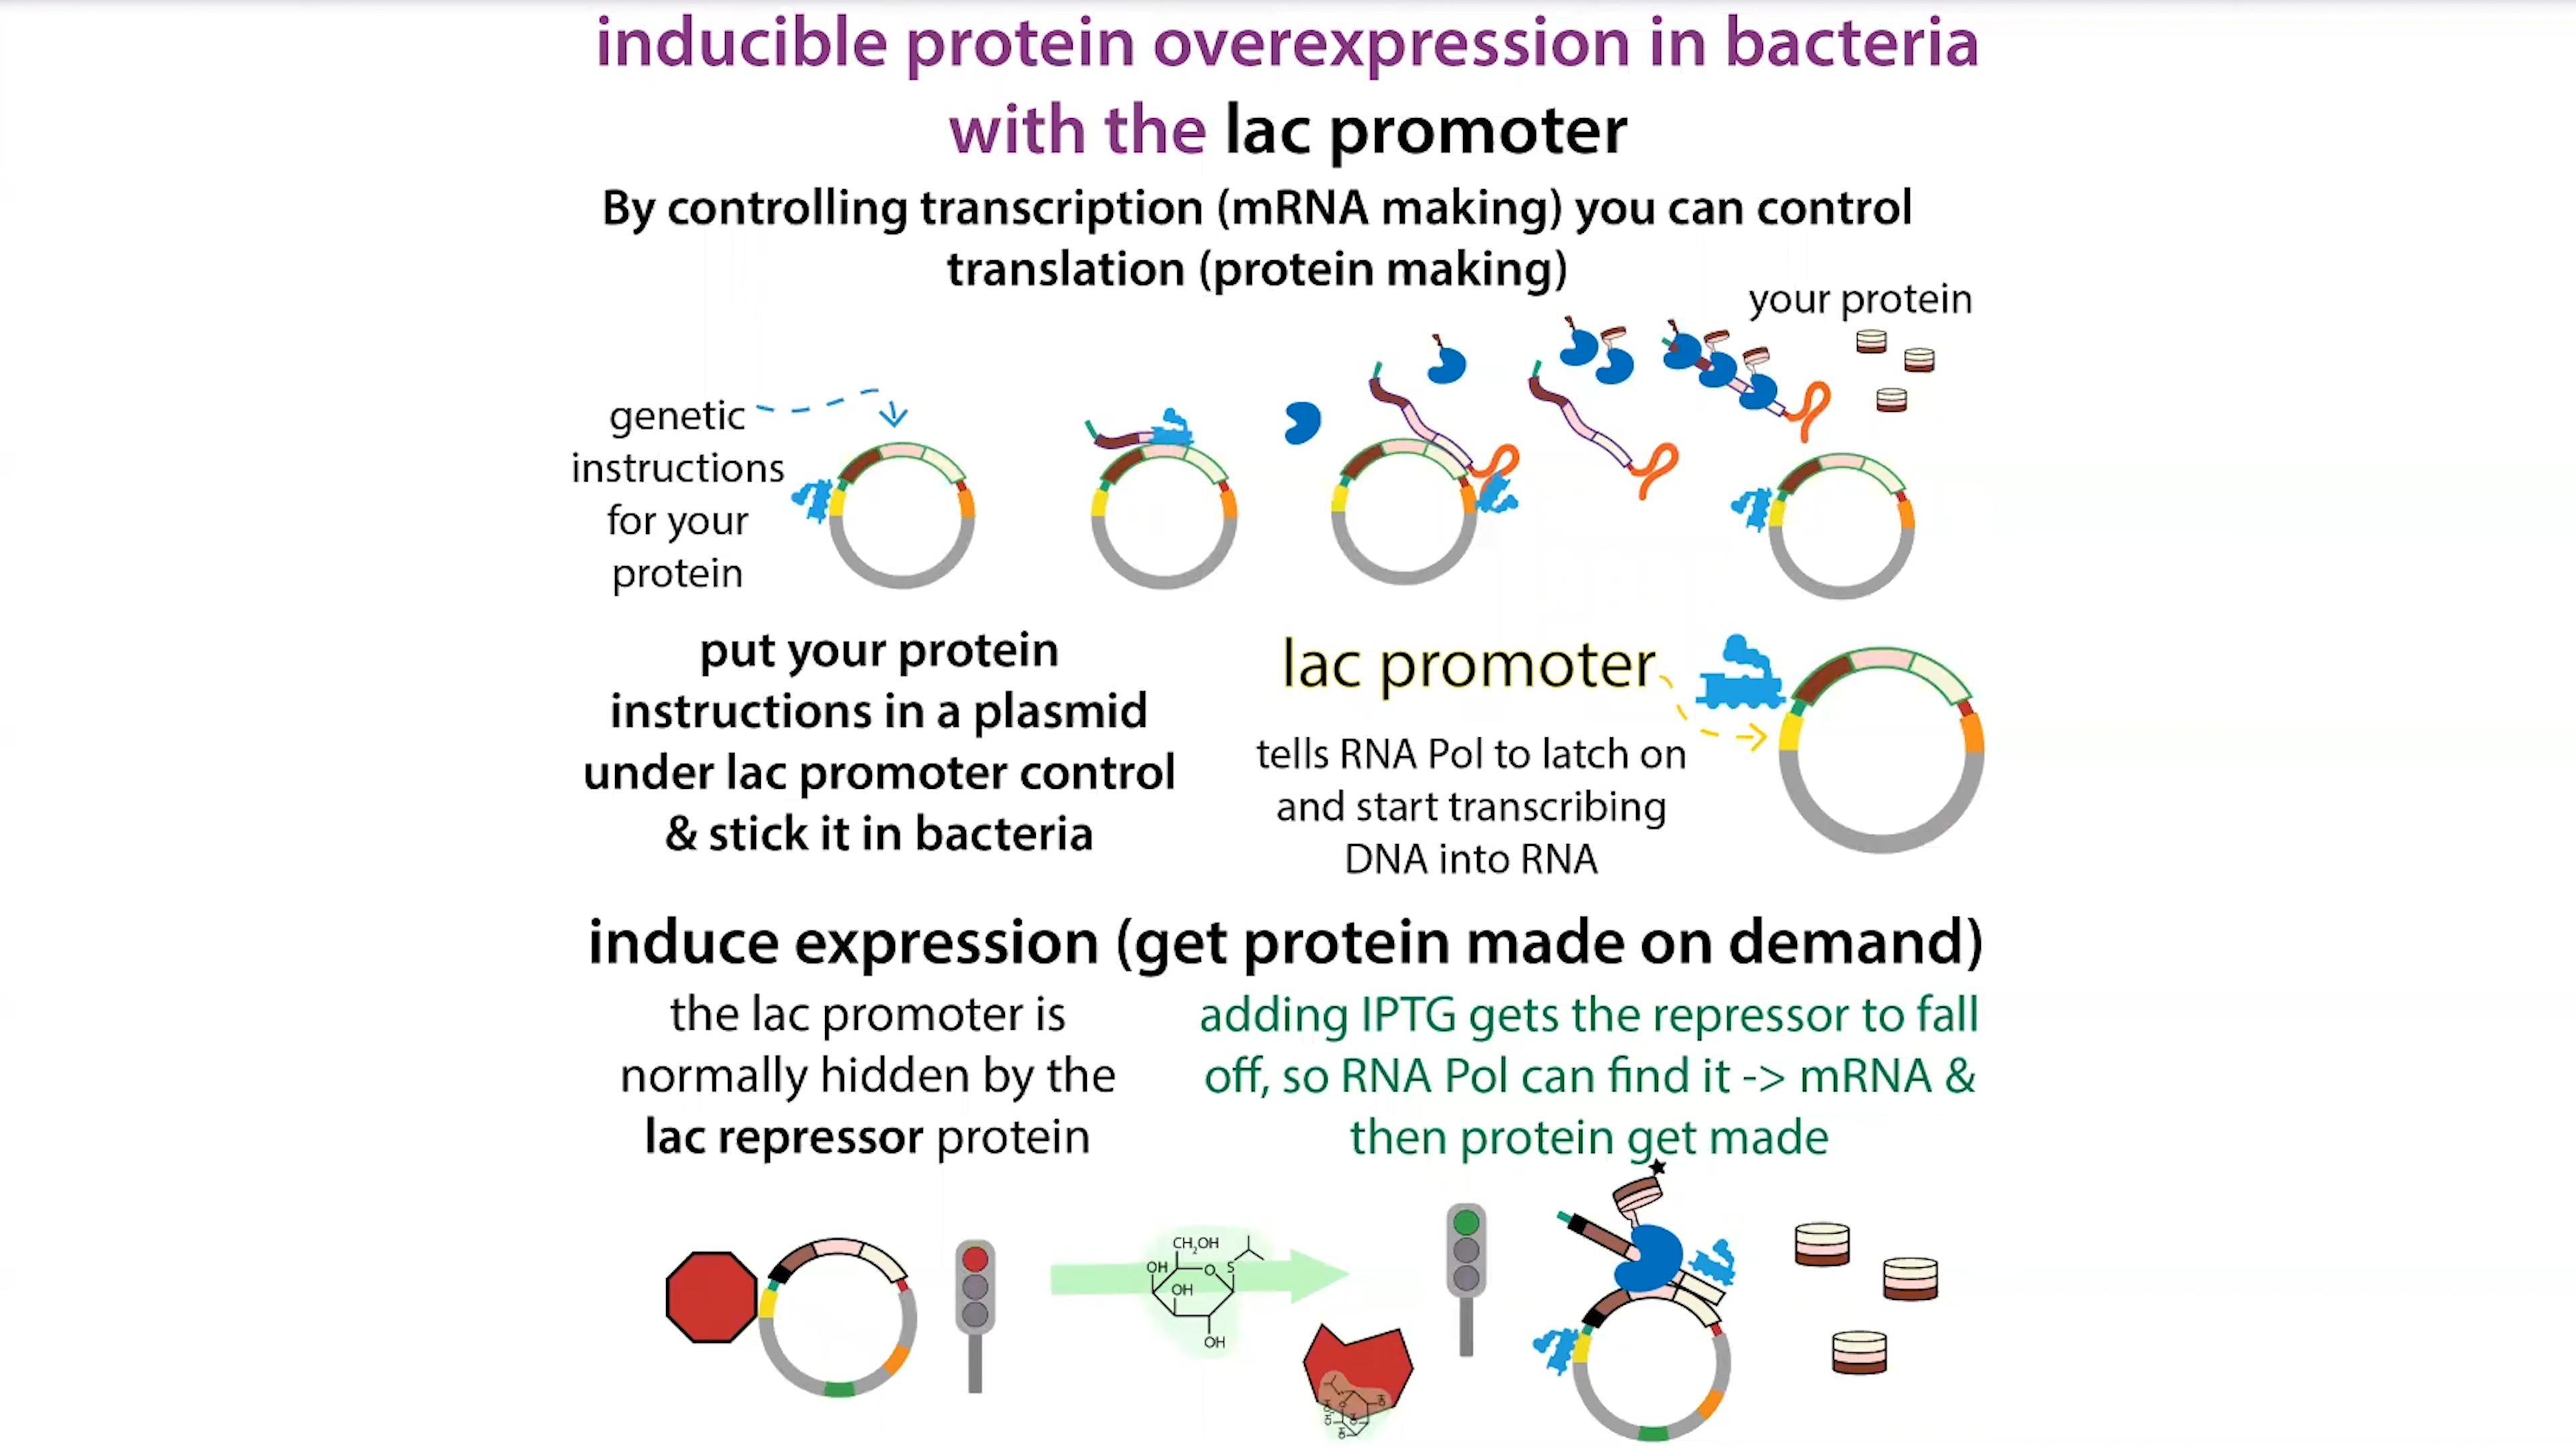 inducible protein overexpression in bacteria
with the lac promoter
By controlling transcription (mRNA making) you can control
translation (protein making)
your protein
genetic
instructions
for your
protein
put your protein
instructions in a plasmid
under lac promoter control
& stick it in bacteria
lac promoter
tells RNA Pol to latch on
and start transcribing
DNA into RNA
induce expression (get protein made on demand)
the lac promoter is
normally hidden by the
lac repressor protein
adding IPTG gets the repressor to fall
off, so RNA Pol can find it -> mRNA &
then protein get made
CH2OH
OH
O
S
OH
OH